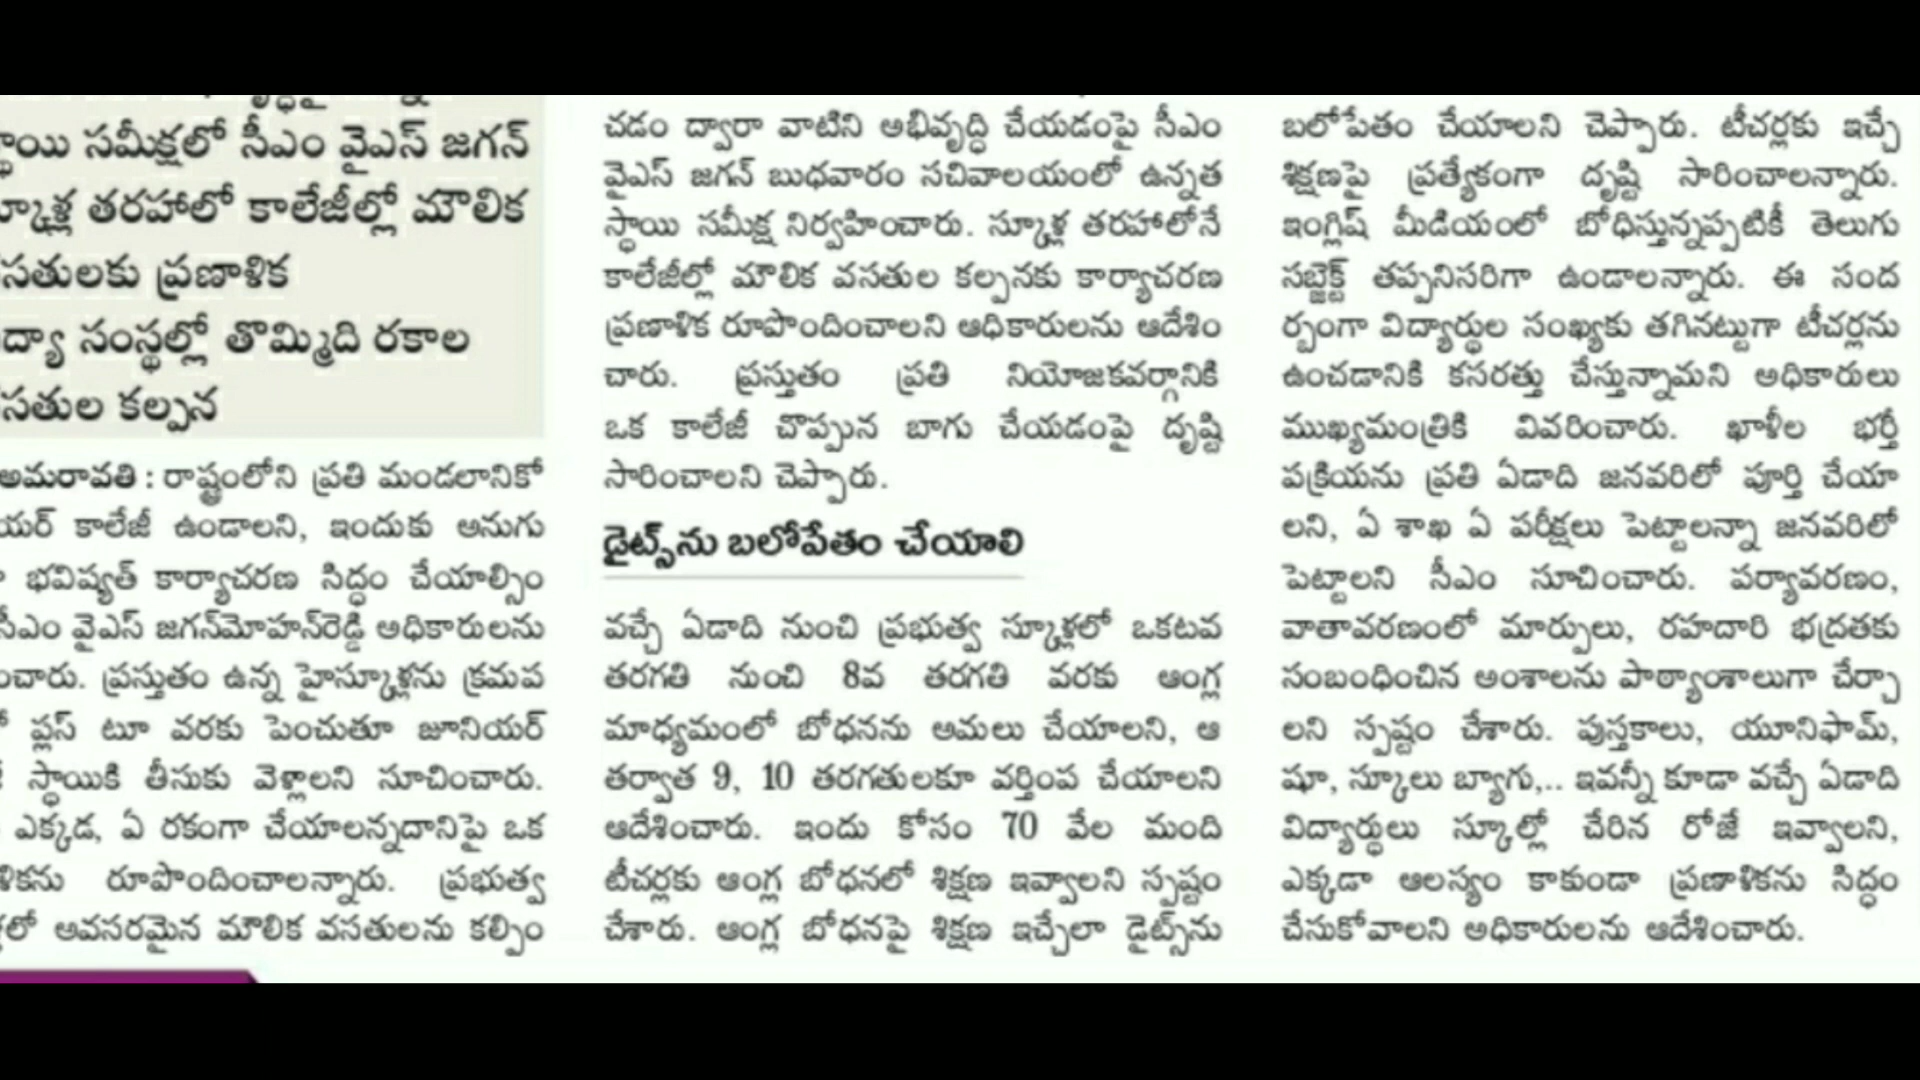 స్థాయి సమీక్షలో సీఎం వైఎస్ జగన్
స్కూళ్ల తరహాలో కాలేజీల్లో మౌలిక
వసతులకు ప్రణాళిక
విద్యా సంస్థల్లో తొమ్మిది రకాల
వసతుల కల్పన
అమరావతి : రాష్ట్రంలోని ప్రతి మండలానికో
యర్ కాలేజీ ఉండాలని, ఇందుకు అనుగు
భవిష్యత్ కార్యాచరణ సిద్ధం చేయాల్సిం
సీఎం వైఎస్ జగన్‌మోహన్‌రెడ్డి అధికారులను
చారు. ప్రస్తుతం ఉన్న హైస్కూళ్లను క్రమప
ప్లస్ టూ వరకు పెంచుతూ జూనియర్
స్థాయికి తీసుకు వెళ్లాలని సూచించారు.
ఎక్కడ, ఏ రకంగా చేయాలన్నదానిపై ఒక
ళికను రూపొందించాలన్నారు. ప్రభుత్వ
్లలో అవసరమైన మౌలిక వసతులను కల్పిం
చడం ద్వారా వాటిని అభివృద్ధి చేయడంపై సీఎం
వైఎస్ జగన్ బుధవారం సచివాలయంలో ఉన్నత
స్థాయి సమీక్ష నిర్వహించారు. స్కూళ్ల తరహాలోనే
కాలేజీల్లో మౌలిక వసతుల కల్పనకు కార్యాచరణ
ప్రణాళిక రూపొందించాలని ఆధికారులను ఆదేశిం
చారు. ప్రస్తుతం ప్రతి నియోజకవర్గానికి
ఒక కాలేజీ చొప్పున బాగు చేయడంపై దృష్టి
సారించాలని చెప్పారు.
డైట్స్‌ను బలోపేతం చేయాలి
వచ్చే ఏడాది నుంచి ప్రభుత్వ స్కూళ్లలో ఒకటవ
తరగతి నుంచి 8వ తరగతి వరకు ఆంగ్ల
మాధ్యమంలో బోధనను అమలు చేయాలని, ఆ
తర్వాత 9, 10 తరగతులకూ వర్తింప చేయాలని
ఆదేశించారు. ఇందు కోసం 70 వేల మంది
టీచర్లకు ఆంగ్ల బోధనలో శిక్షణ ఇవ్వాలని స్పష్టం
చేశారు. ఆంగ్ల బోధనపై శిక్షణ ఇచ్చేలా డైట్స్‌ను
బలోపేతం చేయాలని చెప్పారు. టీచర్లకు ఇచ్చే
శిక్షణపై ప్రత్యేకంగా దృష్టి సారించాలన్నారు.
ఇంగ్లిష్ మీడియంలో బోధిస్తున్నప్పటికీ తెలుగు
సబ్జెక్ట్ తప్పనిసరిగా ఉండాలన్నారు. ఈ సంద
ర్భంగా విద్యార్థుల సంఖ్యకు తగినట్టుగా టీచర్లను
ఉంచడానికి కసరత్తు చేస్తున్నామని అధికారులు
ముఖ్యమంత్రికి వివరించారు. ఖాళీల భర్తీ
పక్రియను ప్రతి ఏడాది జనవరిలో పూర్తి చేయా
లని, ఏ శాఖ ఏ పరీక్షలు పెట్టాలన్నా జనవరిలో
పెట్టాలని సీఎం సూచించారు. పర్యావరణం,
వాతావరణంలో మార్పులు, రహదారి భద్రతకు
సంబంధించిన అంశాలను పాఠ్యాంశాలుగా చేర్చా
లని స్పష్టం చేశారు. పుస్తకాలు, యూనిఫామ్,
షూ, స్కూలు బ్యాగు,.. ఇవన్నీ కూడా వచ్చే ఏడాది
విద్యార్థులు స్కూల్లో చేరిన రోజే ఇవ్వాలని,
ఎక్కడా ఆలస్యం కాకుండా ప్రణాళికను సిద్ధం
చేసుకోవాలని అధికారులను ఆదేశించారు.